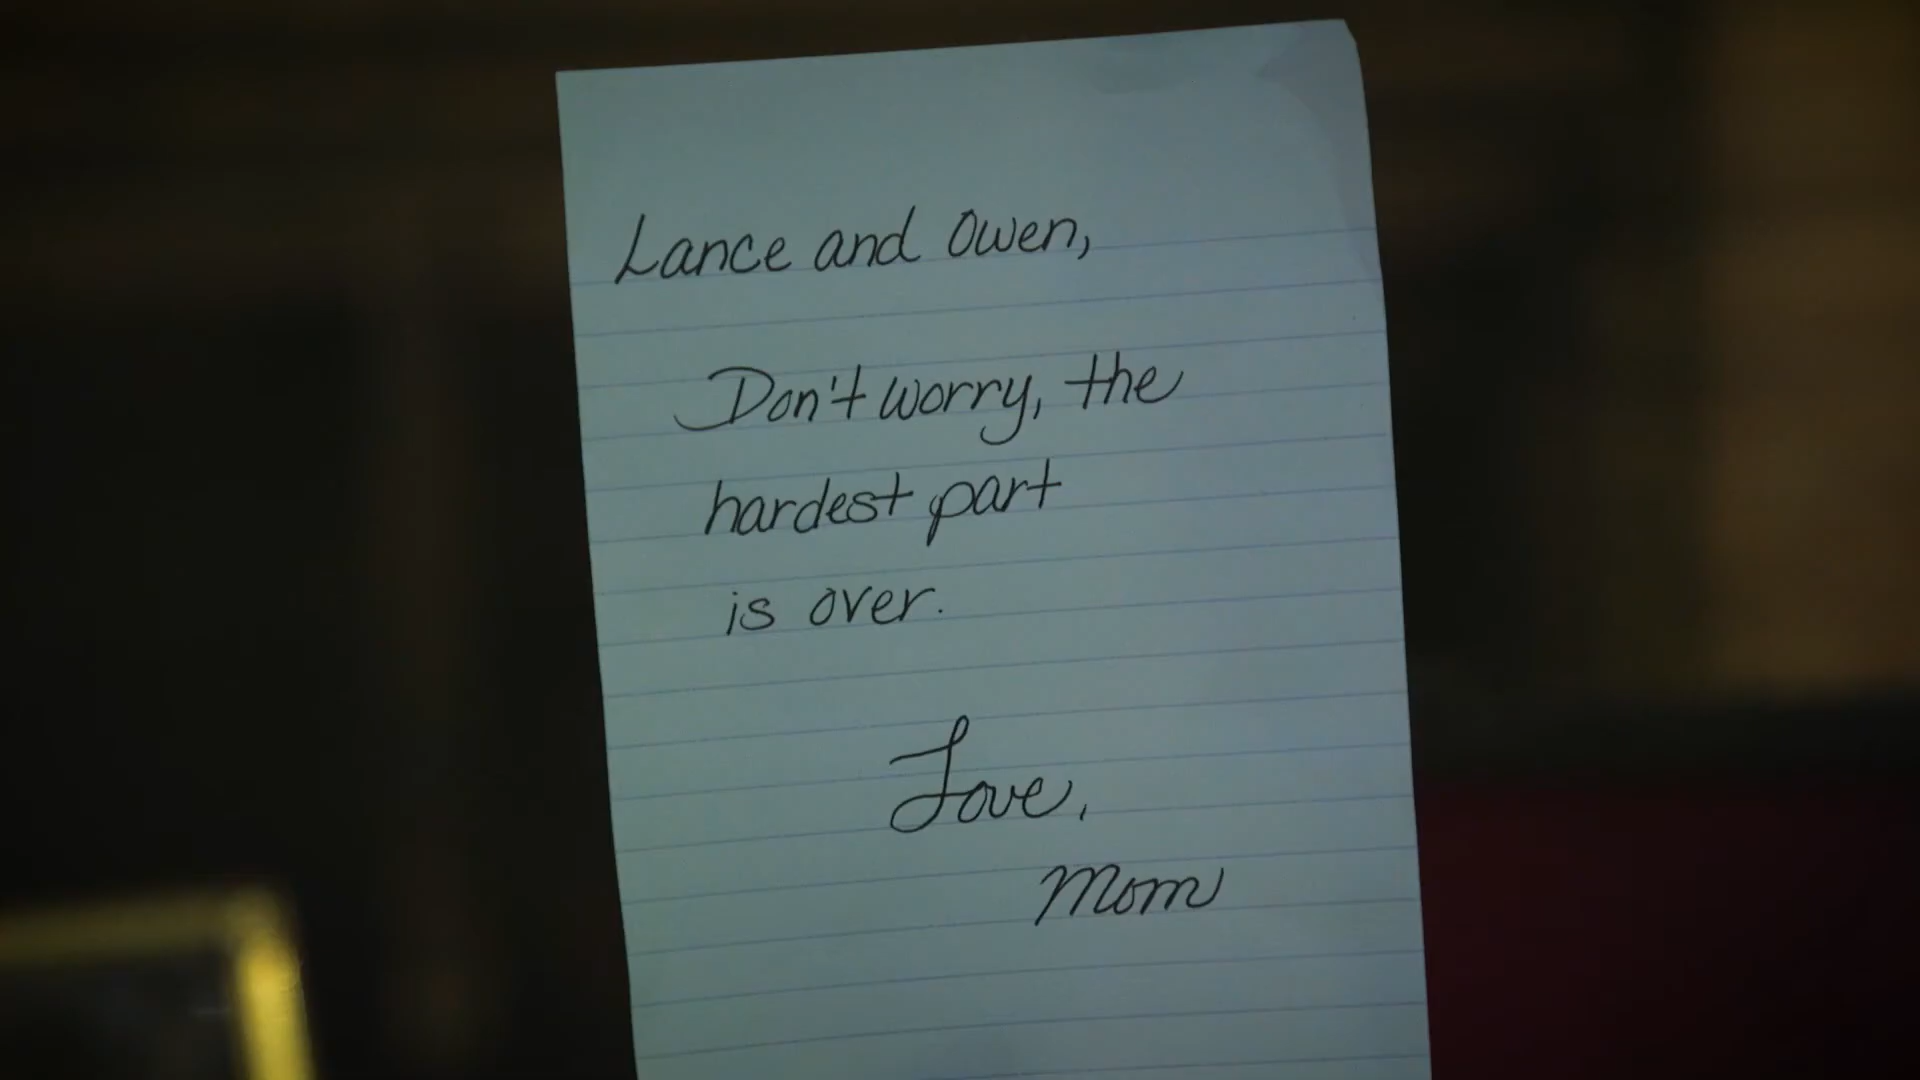 Lance and Owen,
Don't worry, the
hardest part
is over.
Love,
Mom